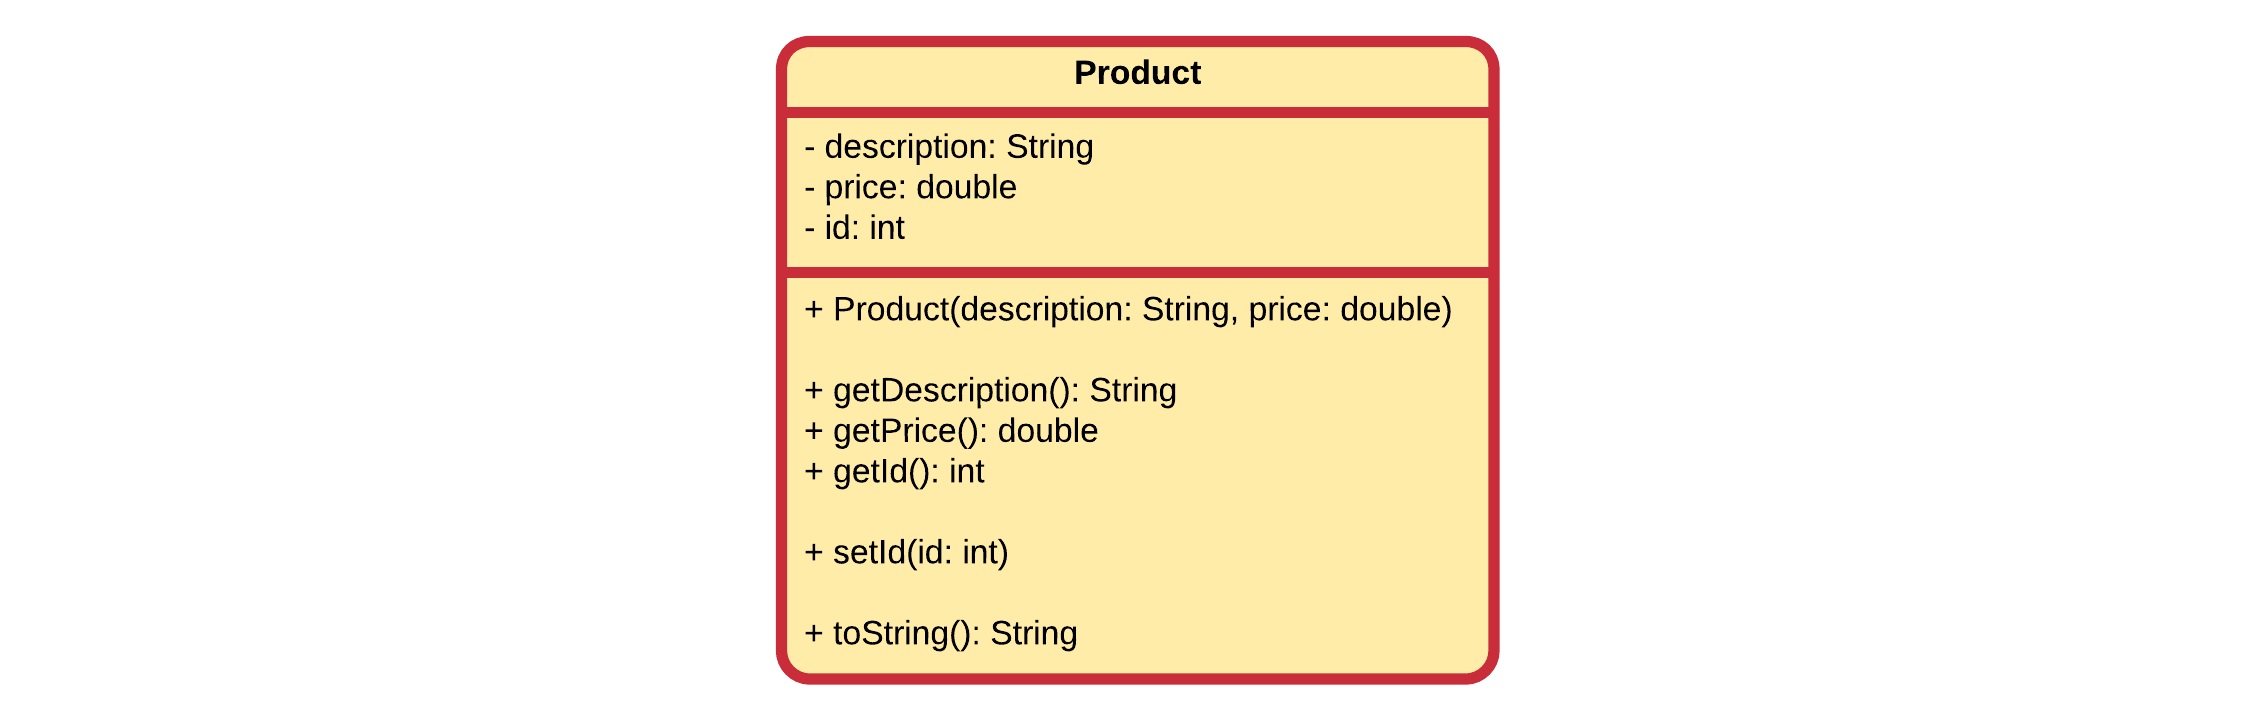 Product
- description: String
- price: double
- id: int
+ Product(description: String, price: double)
+ getDescription(): String
+ getPrice(): double
+ getId(): int
+ setId(id: int)
+ toString(): String